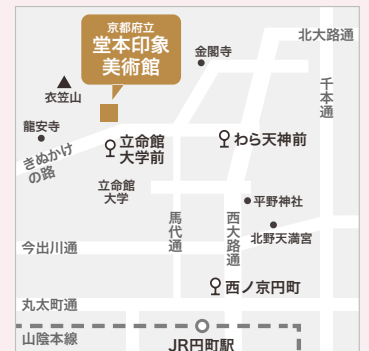 京都府立
堂本印象
美術館
北大路通
金閣寺
千本通
衣笠山
龍安寺
きぬかけ
の路
立命館
大学前
わら天神前
立命館
大学
平野神社
馬代通
西大路通
北野天満宮
今出川通
西ノ京円町
丸太町通
山陰本線
JR円町駅